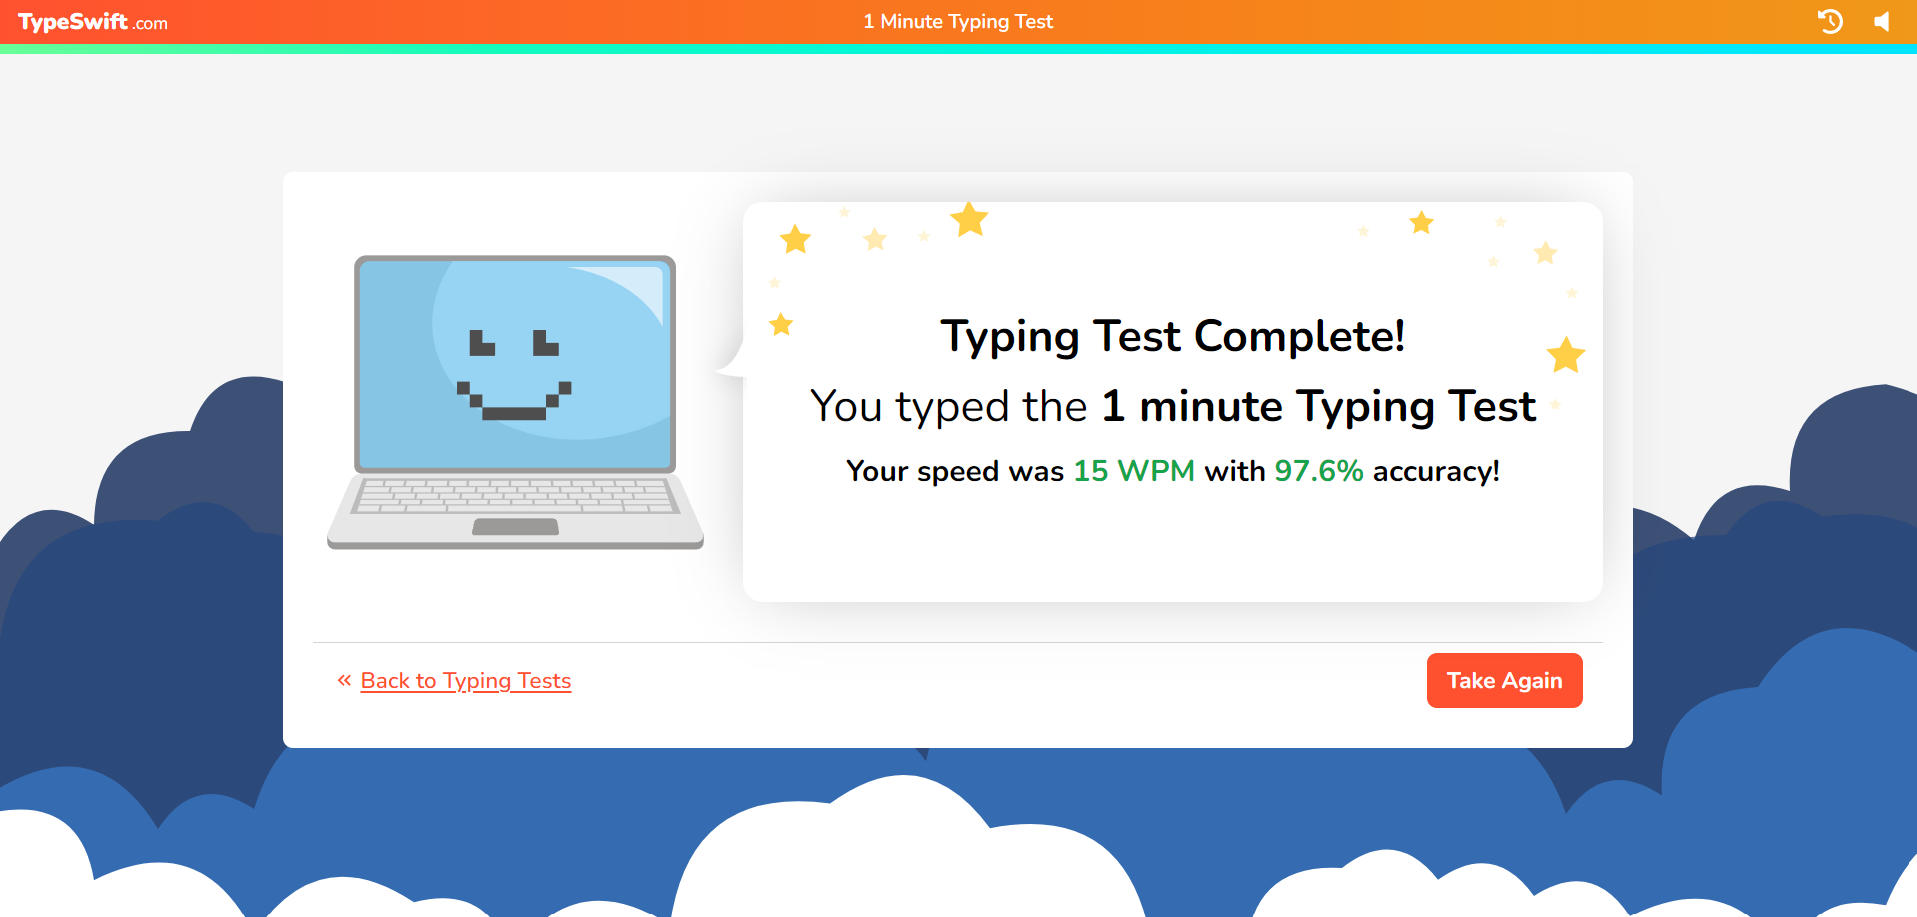 TypeSwift.com
1 Minute Typing Test
Typing Test Complete!
You typed the 1 minute Typing Test
Your speed was 15 WPM with 97.6% accuracy!
« Back to Typing Tests
Take Again